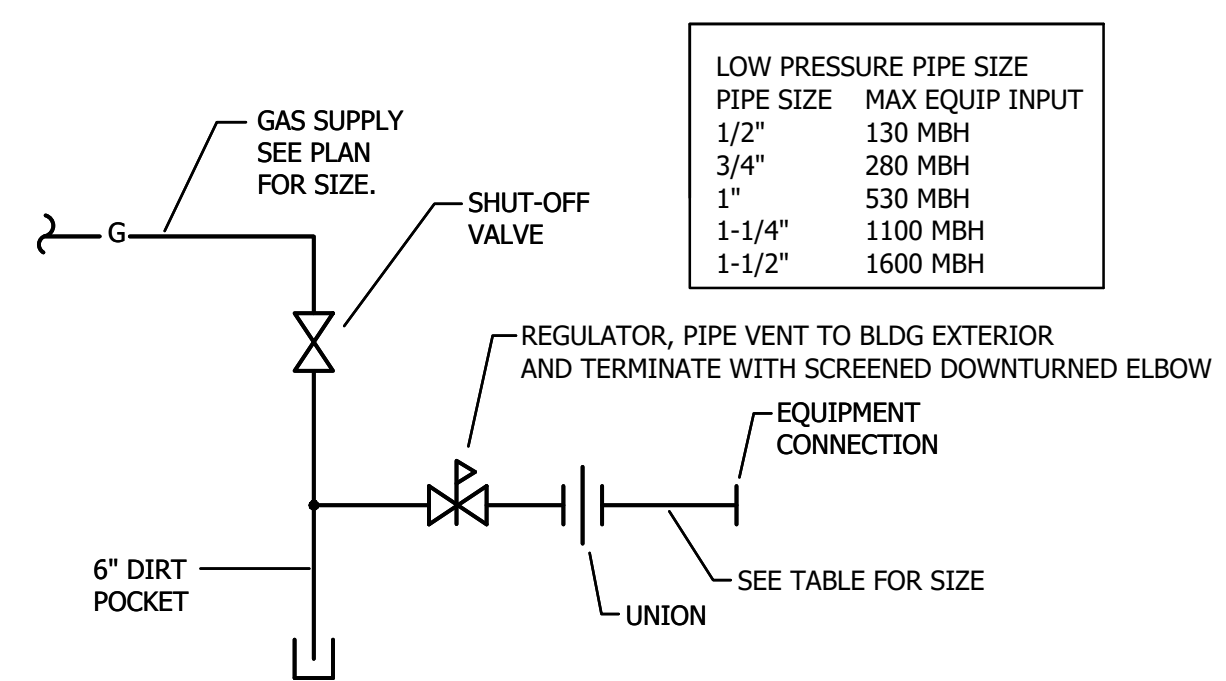 LOW PRESSURE PIPE SIZE
PIPE SIZE MAX EQUIP INPUT
1/2" 130 MBH
3/4" 280 MBH
1" 530 MBH
1-1/4" 1100 MBH
1-1/2" 1600 MBH
GAS SUPPLY
SEE PLAN
FOR SIZE.
G
SHUT-OFF
VALVE
REGULATOR, PIPE VENT TO BLDG EXTERIOR
AND TERMINATE WITH SCREENED DOWNTURNED ELBOW
EQUIPMENT
CONNECTION
6" DIRT
POCKET
SEE TABLE FOR SIZE
UNION